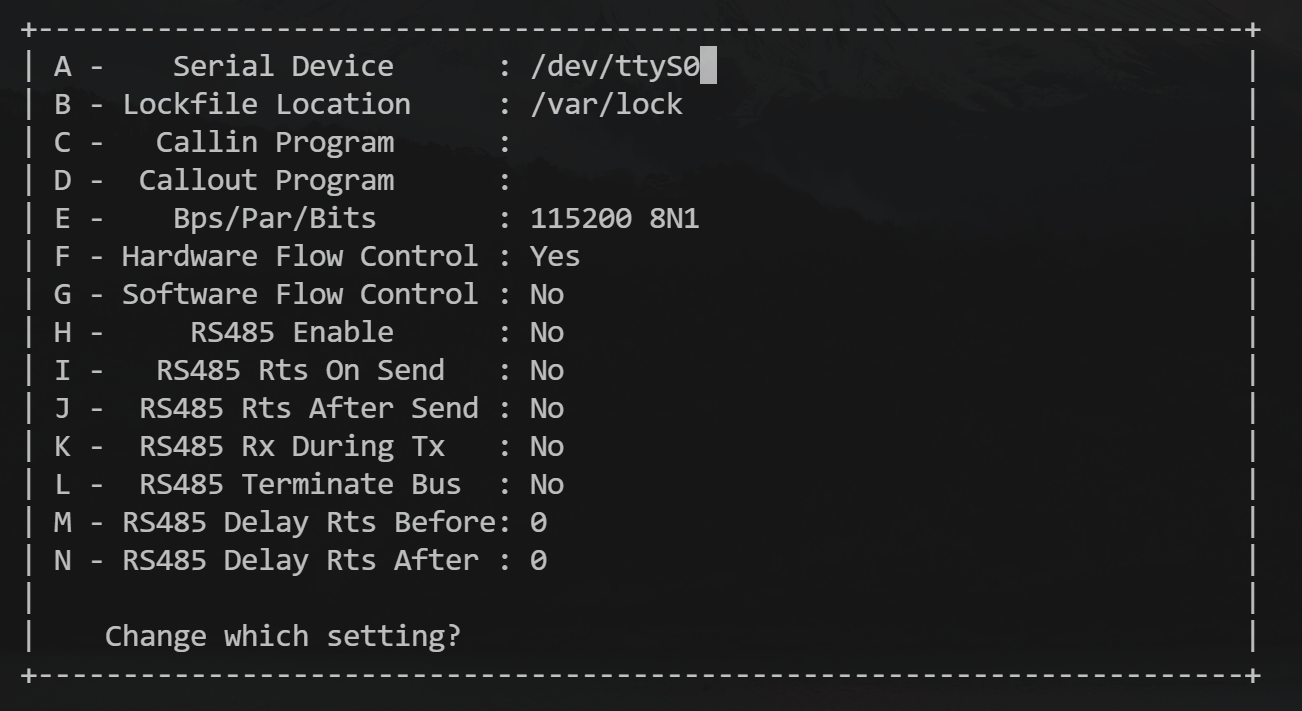 +-----------------------------------------------------------------------+
| A -    Serial Device      : /dev/ttyS0                                |
| B - Lockfile Location     : /var/lock                                 |
| C -   Callin Program      :                                           |
| D -  Callout Program      :                                           |
| E -    Bps/Par/Bits       : 115200 8N1                                |
| F - Hardware Flow Control : Yes                                       |
| G - Software Flow Control : No                                        |
| H -     RS485 Enable      : No                                        |
| I -   RS485 Rts On Send   : No                                        |
| J -  RS485 Rts After Send : No                                        |
| K -  RS485 Rx During Tx   : No                                        |
| L -  RS485 Terminate Bus  : No                                        |
| M - RS485 Delay Rts Before: 0                                         |
| N - RS485 Delay Rts After : 0                                         |
|                                                                       |
|    Change which setting?                                              |
+-----------------------------------------------------------------------+